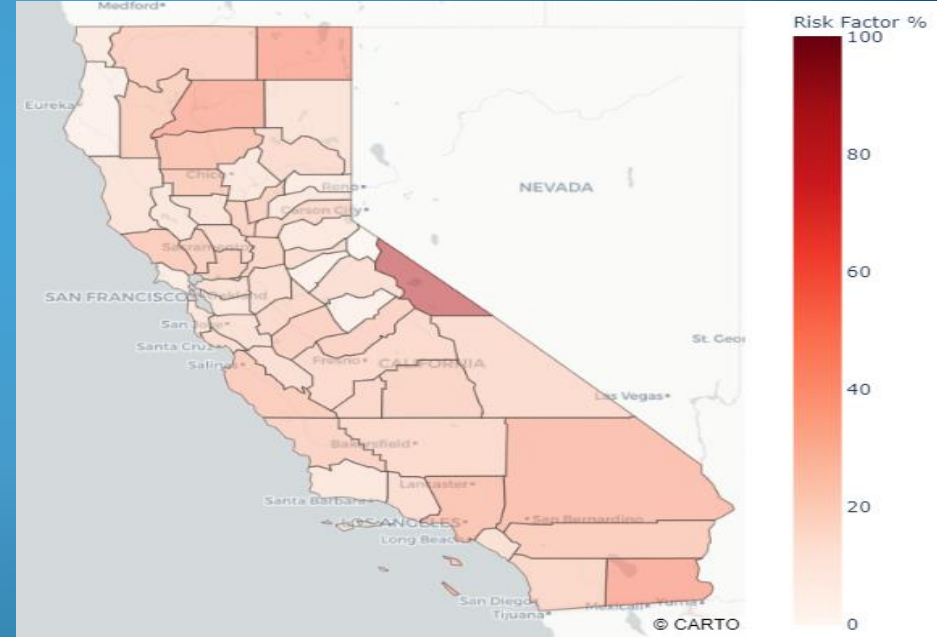 Medford
Eureka
Chico
Reno
Carson City
NEVADA
Sacramento
SAN FRANCISCO
Oakland
San Jose
Santa Cruz
Salinas
Fresno
CALIFORNIA
St. Geor
Las Vegas
Bakersfield
Lancaster
Santa Barbara
LOS ANGELES
San Bernardino
Long Beach
San Diego
Mexicali
Yuma
Tijuana
© CARTO
Risk Factor %
100
80
60
40
20
0